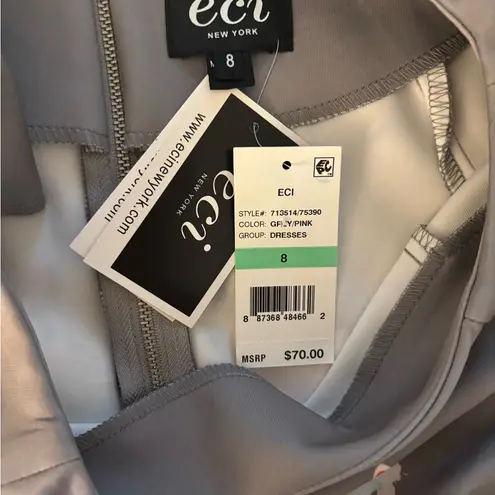 eci
NEW YORK
8
www.ecinewyork.com
eci
NEW YORK
ECI
STYLE#: 713514/75390
COLOR: GREY/PINK
GROUP: DRESSES
8
8 87368 48466 2
MSRP $70.00